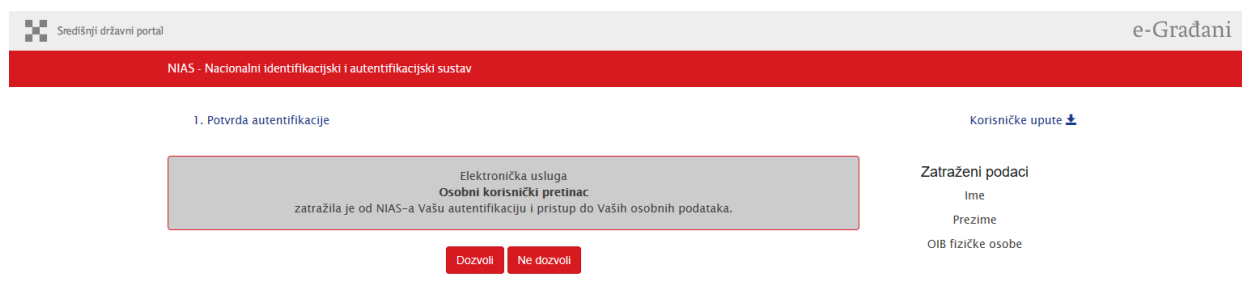 Središnji državni portal
e-Građani
NIAS - Nacionalni identifikacijski i autentifikacijski sustav
1. Potvrda autentifikacije
Korisničke upute
Elektronička usluga
Osobni korisnički pretinac
zatražila je od NIAS-a Vašu autentifikaciju i pristup do Vaših osobnih podataka.
Dozvoli
Ne dozvoli
Zatraženi podaci
Ime
Prezime
OIB fizičke osobe